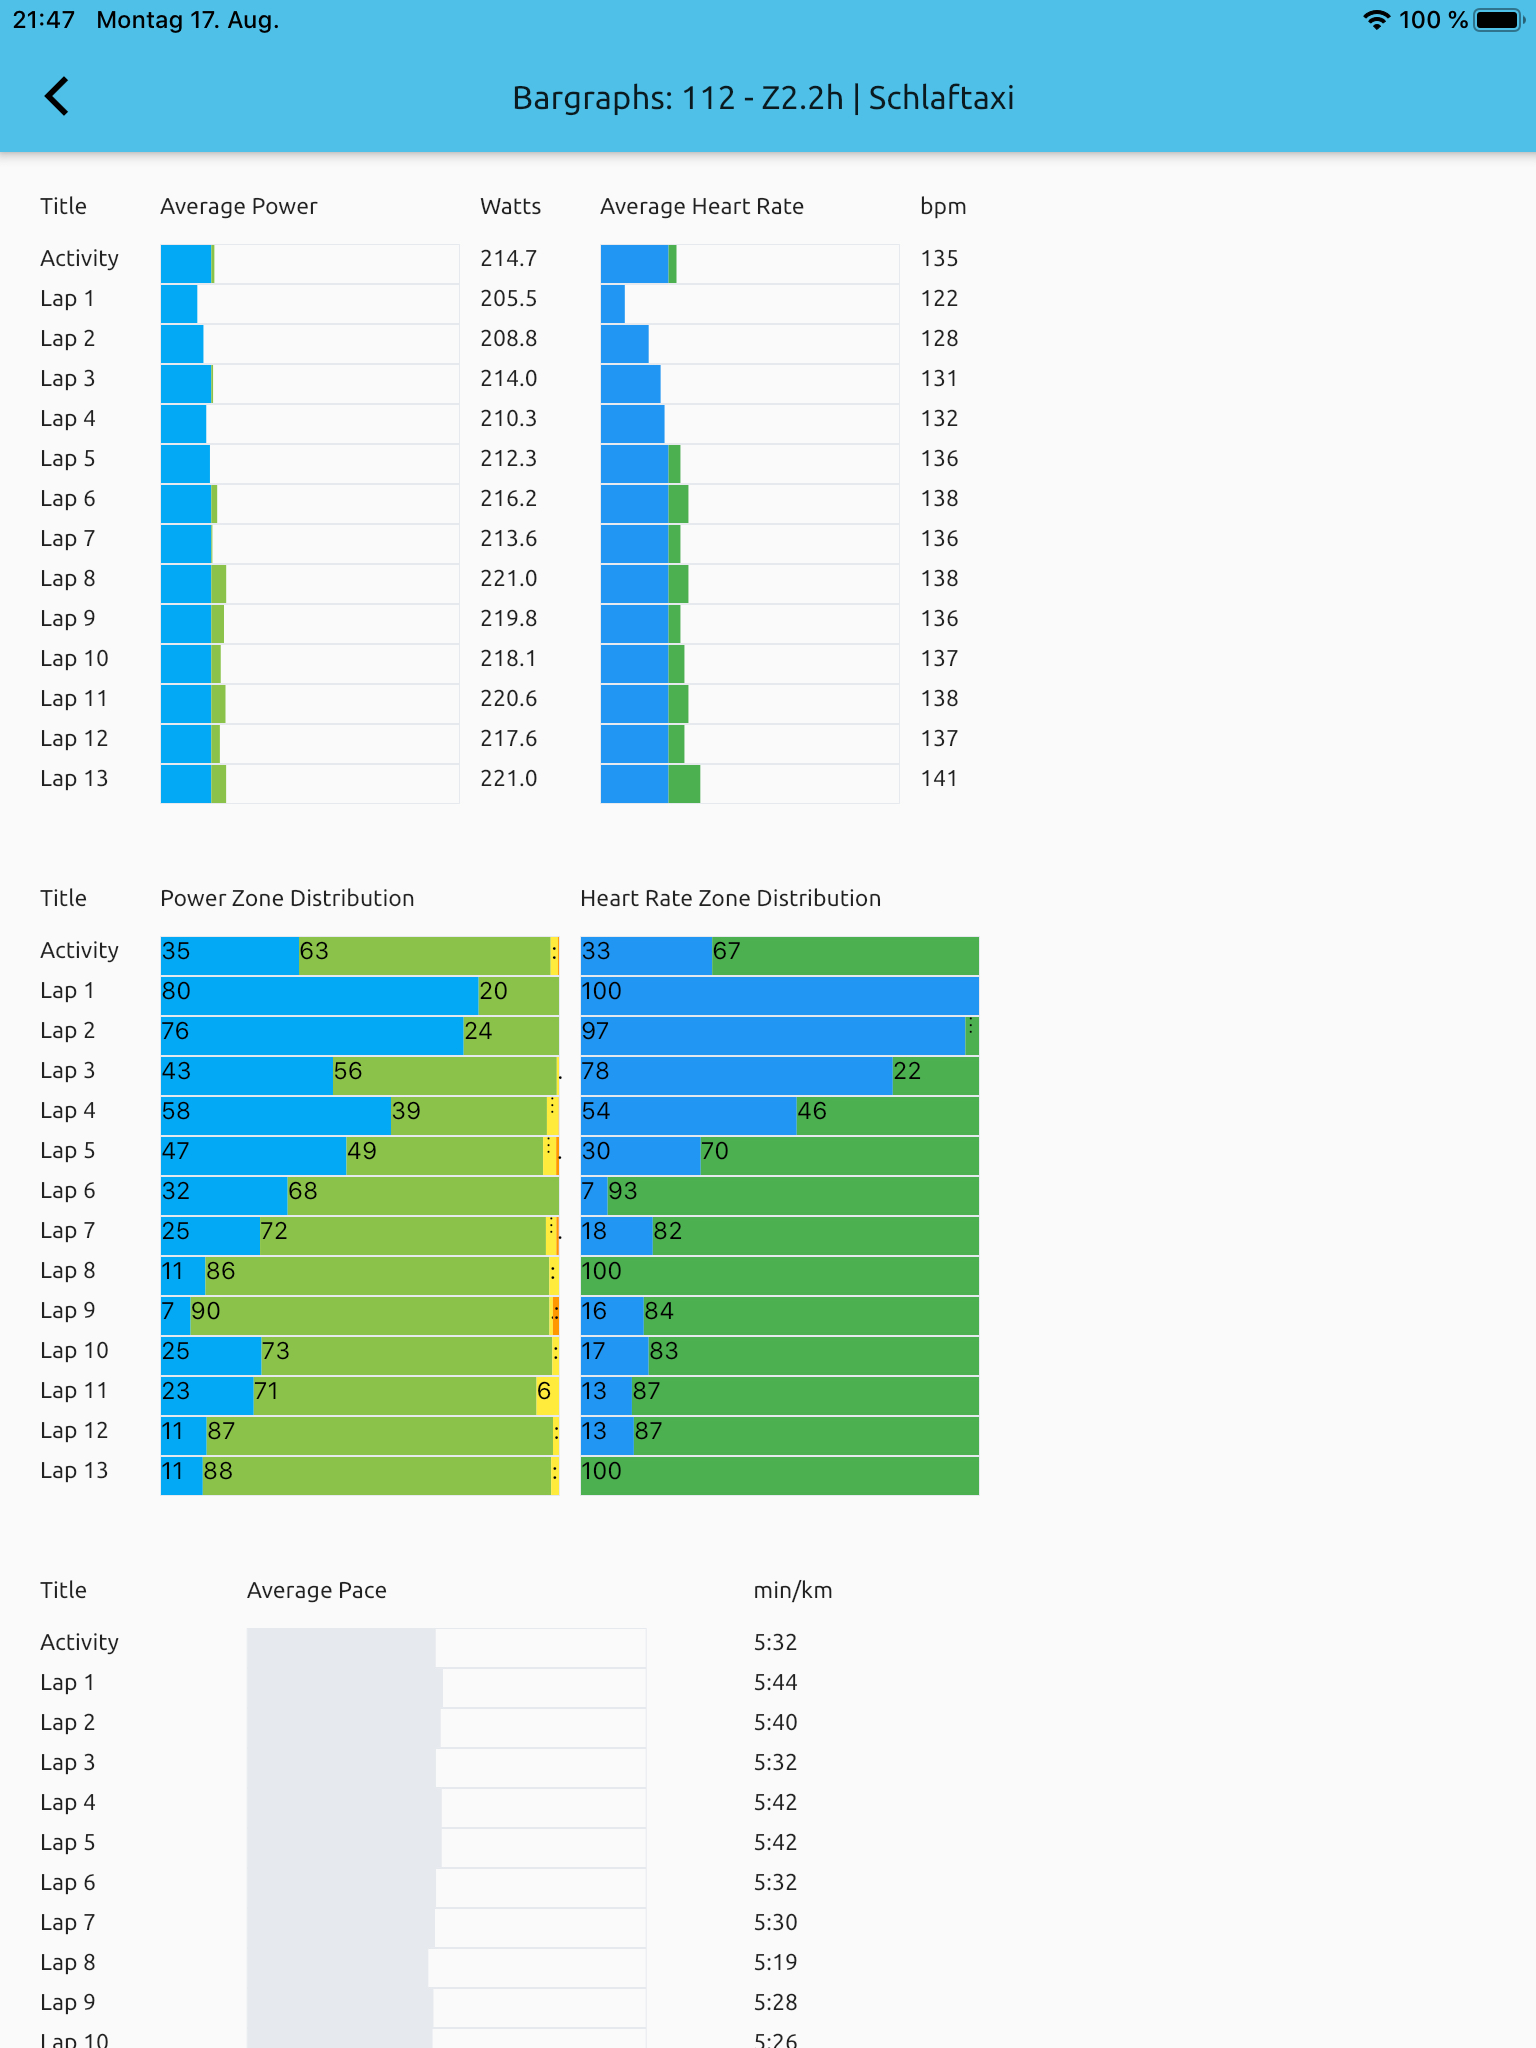 21:47 Montag 17. Aug. 100 %
Bargraphs: 112 - Z2.2h | Schlaftaxi
Title Average Power Watts Average Heart Rate bpm
Activity 214.7 135
Lap 1 205.5 122
Lap 2 208.8 128
Lap 3 214.0 131
Lap 4 210.3 132
Lap 5 212.3 136
Lap 6 216.2 138
Lap 7 213.6 136
Lap 8 221.0 138
Lap 9 219.8 136
Lap 10 218.1 137
Lap 11 220.6 138
Lap 12 217.6 137
Lap 13 221.0 141
Title Power Zone Distribution Heart Rate Zone Distribution
Activity 35 63 33 67
Lap 1 80 20 100
Lap 2 76 24 97
Lap 3 43 56 78 22
Lap 4 58 39 54 46
Lap 5 47 49 30 70
Lap 6 32 68 7 93
Lap 7 25 72 18 82
Lap 8 11 86 100
Lap 9 7 90 16 84
Lap 10 25 73 17 83
Lap 11 23 71 6 13 87
Lap 12 11 87 13 87
Lap 13 11 88 100
Title Average Pace min/km
Activity 5:32
Lap 1 5:44
Lap 2 5:40
Lap 3 5:32
Lap 4 5:42
Lap 5 5:42
Lap 6 5:32
Lap 7 5:30
Lap 8 5:19
Lap 9 5:28
Lap 10 5:26